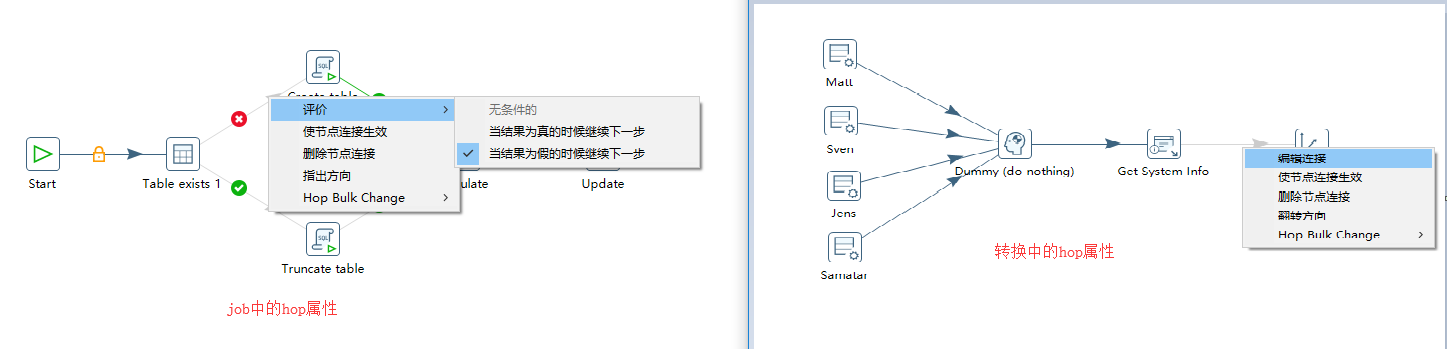 Create table
评价
无条件的
使节点连接生效
当结果为真的时候继续下一步
删除节点连接
当结果为假的时候继续下一步
指出方向
Hop Bulk Change
Start
Table exists 1
ulate
Update
Truncate table
job中的hop属性
Matt
Sven
Jens
Samatar
Dummy (do nothing)
Get System Info
编辑连接
使节点连接生效
删除节点连接
翻转方向
Hop Bulk Change
转换中的hop属性